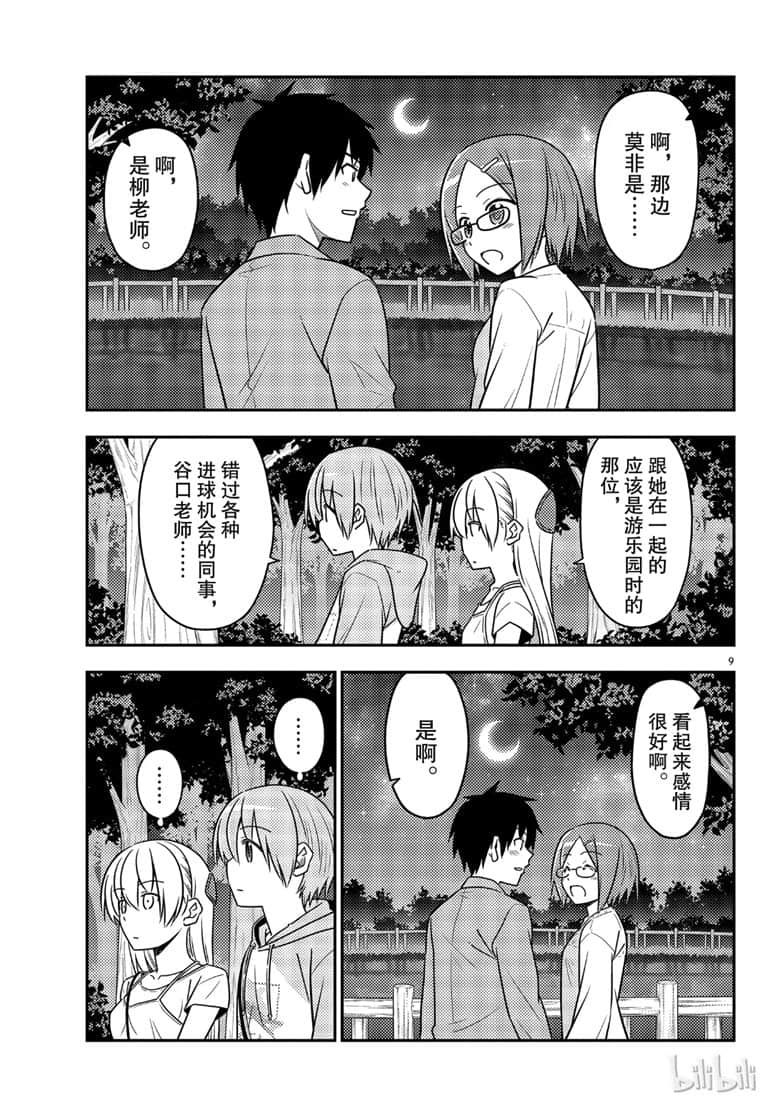 啊，那边
莫非是……
啊，
是柳老师。
跟她在一起的
应该是游乐园时的
那位，
错过各种
进球机会的同事，
谷口老师……
9
看起来感情
很好啊。
是啊。
……
……
bilibili